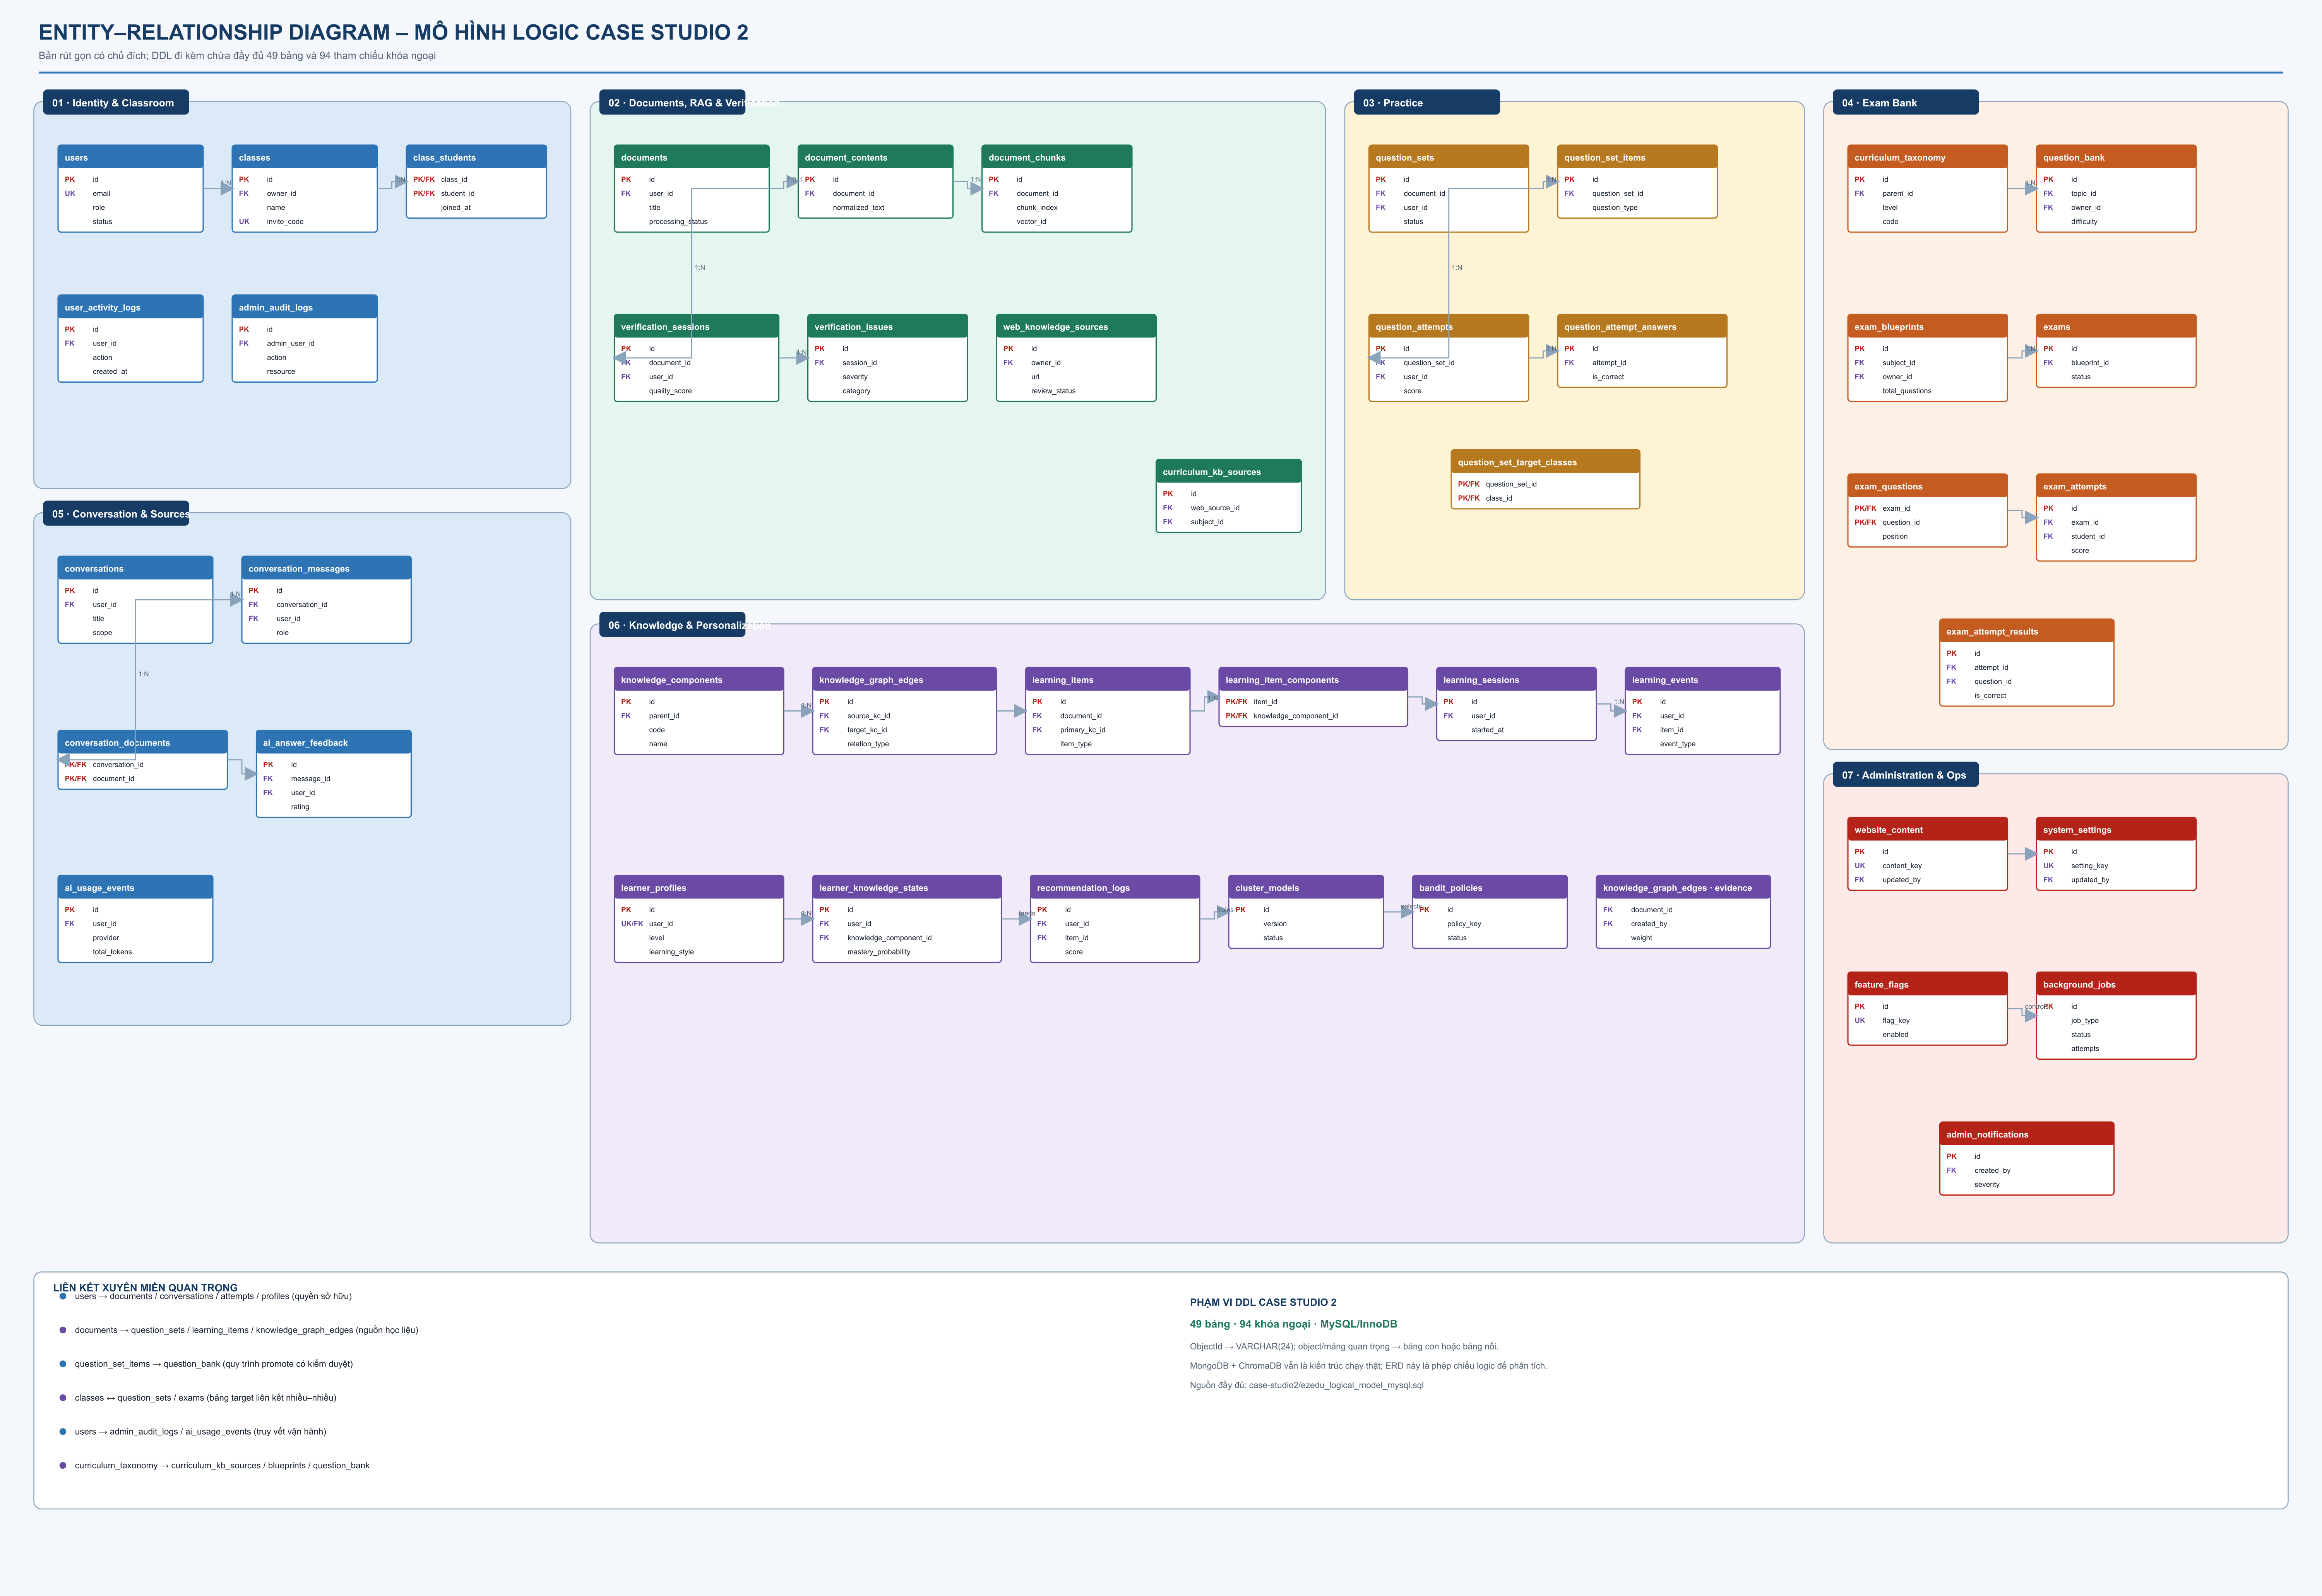 ENTITY–RELATIONSHIP DIAGRAM – MÔ HÌNH LOGIC CASE STUDIO 2
Bản rút gọn có chủ đích; DDL đi kèm chứa đầy đủ 49 bảng và 94 tham chiếu khóa ngoại
01 · Identity & Classroom
users
PK id
UK email
role
status
1:N
classes
PK id
FK owner_id
name
UK invite_code
1:N
class_students
PK/FK class_id
PK/FK student_id
joined_at
user_activity_logs
PK id
FK user_id
action
created_at
admin_audit_logs
PK id
FK admin_user_id
action
resource
02 · Documents, RAG & Verification
documents
PK id
FK user_id
title
processing_status
document_contents
PK id
FK document_id
normalized_text
1:N
document_chunks
PK id
FK document_id
chunk_index
vector_id
1:N
verification_sessions
PK id
FK document_id
FK user_id
quality_score
1:N
verification_issues
PK id
FK session_id
severity
category
web_knowledge_sources
PK id
FK owner_id
url
review_status
curriculum_kb_sources
PK id
FK web_source_id
FK subject_id
03 · Practice
question_sets
PK id
FK document_id
FK user_id
status
1:N
question_set_items
PK id
FK question_set_id
question_type
1:N
question_attempts
PK id
FK question_set_id
FK user_id
score
1:N
question_attempt_answers
PK id
FK attempt_id
is_correct
question_set_target_classes
PK/FK question_set_id
PK/FK class_id
04 · Exam Bank
curriculum_taxonomy
PK id
FK parent_id
level
code
1:N
question_bank
PK id
FK topic_id
FK owner_id
difficulty
exam_blueprints
PK id
FK subject_id
FK owner_id
total_questions
1:N
exams
PK id
FK blueprint_id
status
exam_questions
PK/FK exam_id
PK/FK question_id
position
exam_attempts
PK id
FK exam_id
FK student_id
score
exam_attempt_results
PK id
FK attempt_id
FK question_id
is_correct
05 · Conversation & Sources
conversations
PK id
FK user_id
title
scope
1:N
conversation_messages
PK id
FK conversation_id
FK user_id
role
1:N
conversation_documents
PK/FK conversation_id
PK/FK document_id
ai_answer_feedback
PK id
FK message_id
FK user_id
rating
ai_usage_events
PK id
FK user_id
provider
total_tokens
06 · Knowledge & Personalization
knowledge_components
PK id
FK parent_id
code
name
1:N
knowledge_graph_edges
PK id
FK source_kc_id
FK target_kc_id
relation_type
learning_items
PK id
FK document_id
FK primary_kc_id
item_type
1:N
learning_item_components
PK/FK item_id
PK/FK knowledge_component_id
learning_sessions
PK id
FK user_id
started_at
1:N
learning_events
PK id
FK user_id
FK item_id
event_type
learner_profiles
PK id
UK/FK user_id
level
learning_style
1:N
learner_knowledge_states
PK id
FK user_id
FK knowledge_component_id
mastery_probability
feeds
recommendation_logs
PK id
FK user_id
FK item_id
score
cluster_models
PK id
version
status
selects
bandit_policies
PK id
policy_key
status
knowledge_graph_edges · evidence
FK document_id
FK created_by
weight
07 · Administration & Ops
website_content
PK id
UK content_key
FK updated_by
system_settings
PK id
UK setting_key
FK updated_by
feature_flags
PK id
UK flag_key
enabled
background_jobs
PK id
job_type
status
attempts
admin_notifications
PK id
FK created_by
severity
LIÊN KẾT XUYÊN MIỀN QUAN TRỌNG
users → documents / conversations / attempts / profiles (quyền sở hữu)
documents → question_sets / learning_items / knowledge_graph_edges (nguồn học liệu)
question_set_items → question_bank (quy trình promote có kiểm duyệt)
classes ↔ question_sets / exams (bảng target liên kết nhiều–nhiều)
users → admin_audit_logs / ai_usage_events (truy vết vận hành)
curriculum_taxonomy → curriculum_kb_sources / blueprints / question_bank
PHẠM VI DDL CASE STUDIO 2
49 bảng · 94 khóa ngoại · MySQL/InnoDB
ObjectId → VARCHAR(24); object/mảng quan trọng → bảng con hoặc bảng nối.
MongoDB + ChromaDB vẫn là kiến trúc chạy thật; ERD này là phép chiếu logic để phân tích.
Nguồn đầy đủ: case-studio2/ezedu_logical_model_mysql.sql